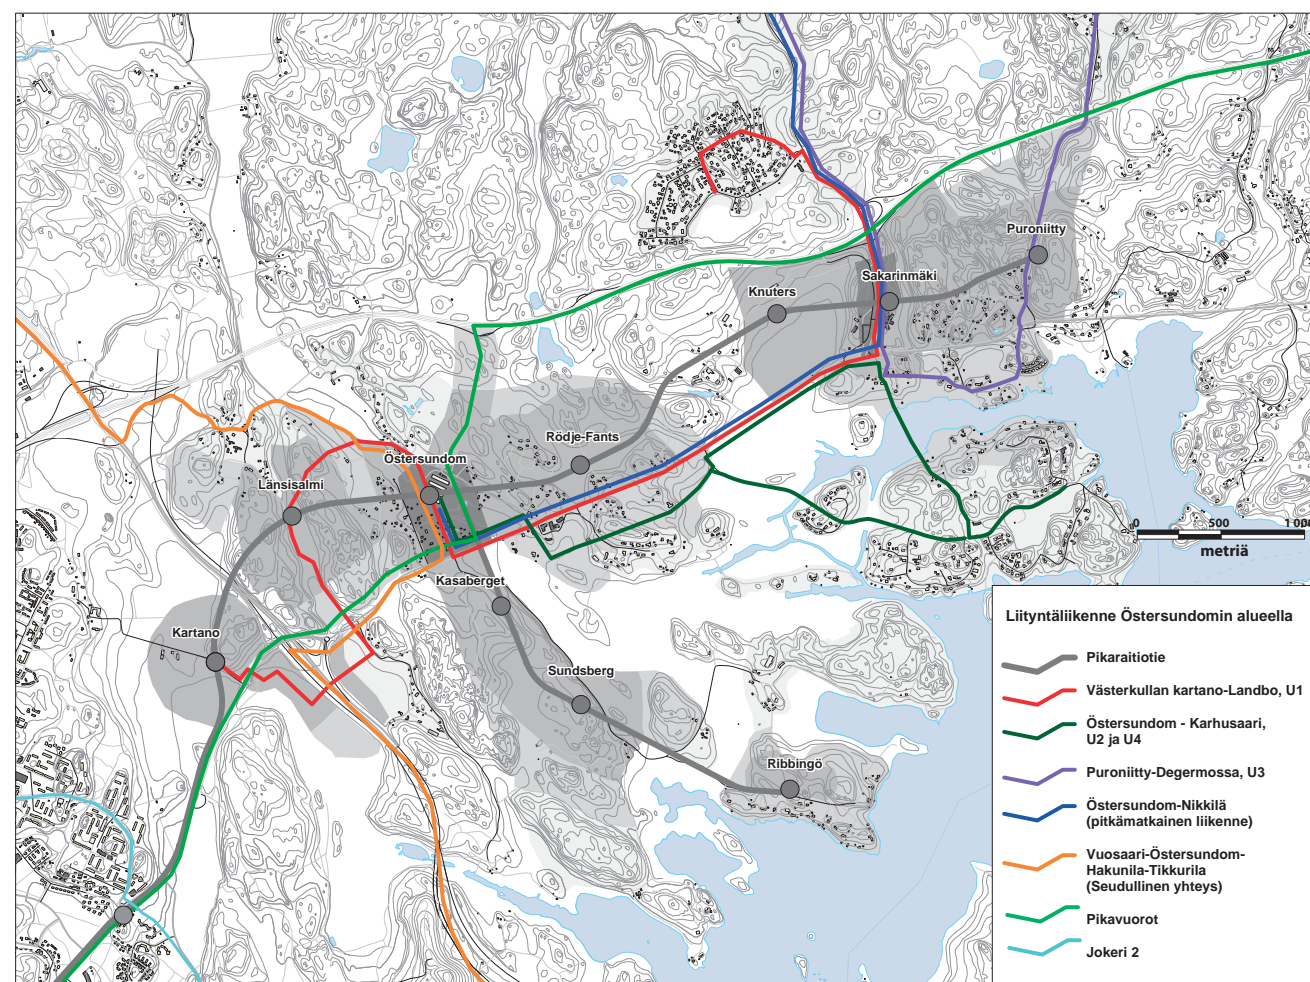 Puroniitty
Sakarinmäki
Knuters
Rödje-Fants
Östersundom
Länsisalmi
Kasaberget
Kartano
Sundsberg
Ribbingö
0 500 1 000
metriä
Liityntäliikenne Östersundomin alueella
Pikaraitiotie
Västerkullan kartano-Landbo, U1
Östersundom - Karhusaari,
U2 ja U4
Puroniitty-Degermossa, U3
Östersundom-Nikkilä
(pitkämatkainen liikenne)
Vuosaari-Östersundom-
Hakunila-Tikkurila
(Seudullinen yhteys)
Pikavuorot
Jokeri 2